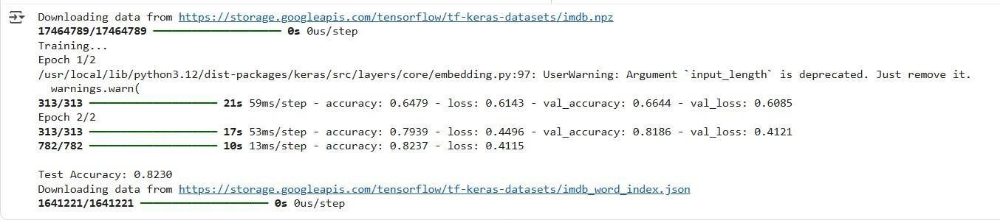 Downloading data from https://storage.googleapis.com/tensorflow/tf-keras-datasets/imdb.npz
17464789/17464789 ━━━━━━━━━━━━━━━━━━━━ 0s 0us/step
Training...
Epoch 1/2
/usr/local/lib/python3.12/dist-packages/keras/src/layers/core/embedding.py:97: UserWarning: Argument `input_length` is deprecated. Just remove it.
  warnings.warn(
313/313 ━━━━━━━━━━━━━━━━━━━━ 21s 59ms/step - accuracy: 0.6479 - loss: 0.6143 - val_accuracy: 0.6644 - val_loss: 0.6085
Epoch 2/2
313/313 ━━━━━━━━━━━━━━━━━━━━ 17s 53ms/step - accuracy: 0.7939 - loss: 0.4496 - val_accuracy: 0.8186 - val_loss: 0.4121
782/782 ━━━━━━━━━━━━━━━━━━━━ 10s 13ms/step - accuracy: 0.8237 - loss: 0.4115

Test Accuracy: 0.8230
Downloading data from https://storage.googleapis.com/tensorflow/tf-keras-datasets/imdb_word_index.json
1641221/1641221 ━━━━━━━━━━━━━━━━━━━━ 0s 0us/step